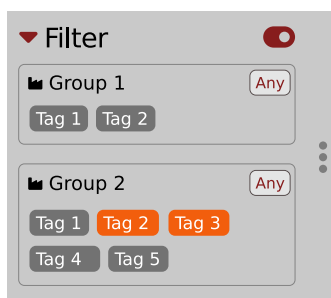 Filter
Group 1 Any
Tag 1 Tag 2
Group 2 Any
Tag 1 Tag 2 Tag 3
Tag 4 Tag 5